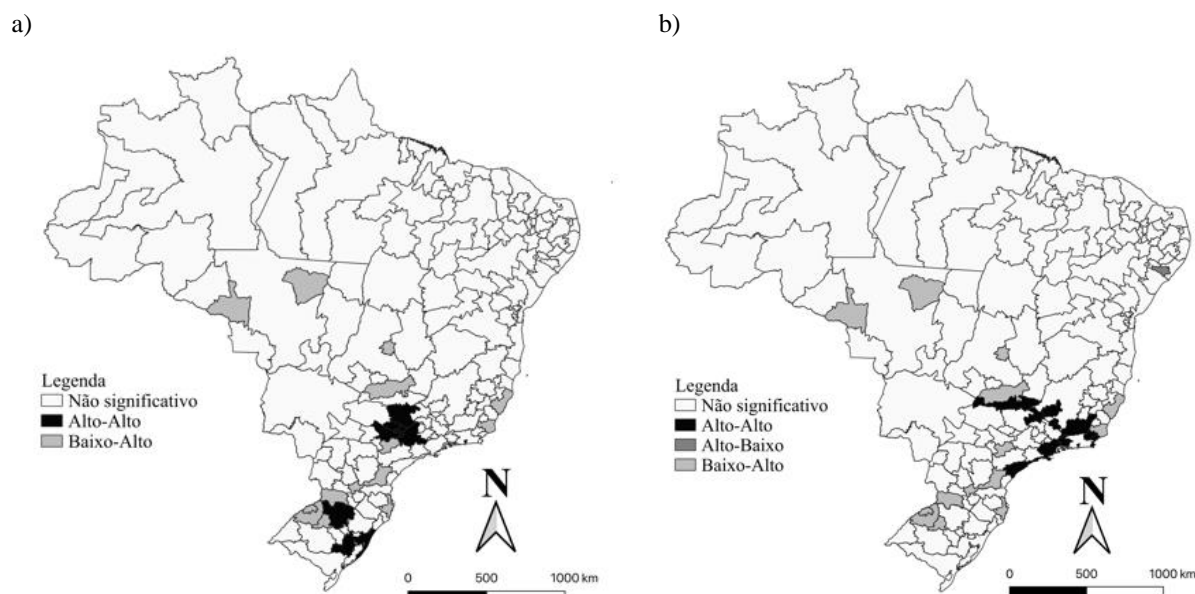 a)
Legenda
Não significativo
Alto-Alto
Baixo-Alto
N
0 500 1000 km
b)
Legenda
Não significativo
Alto-Alto
Alto-Baixo
Baixo-Alto
N
0 500 1000 km